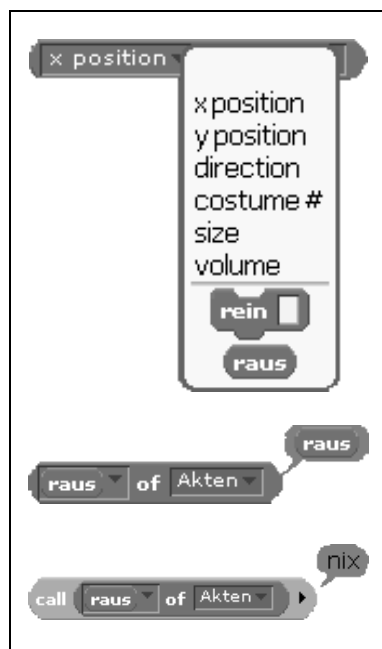 x position
x position
y position
direction
costume #
size
volume
rein
raus
raus
raus of Akten
nix
call raus of Akten